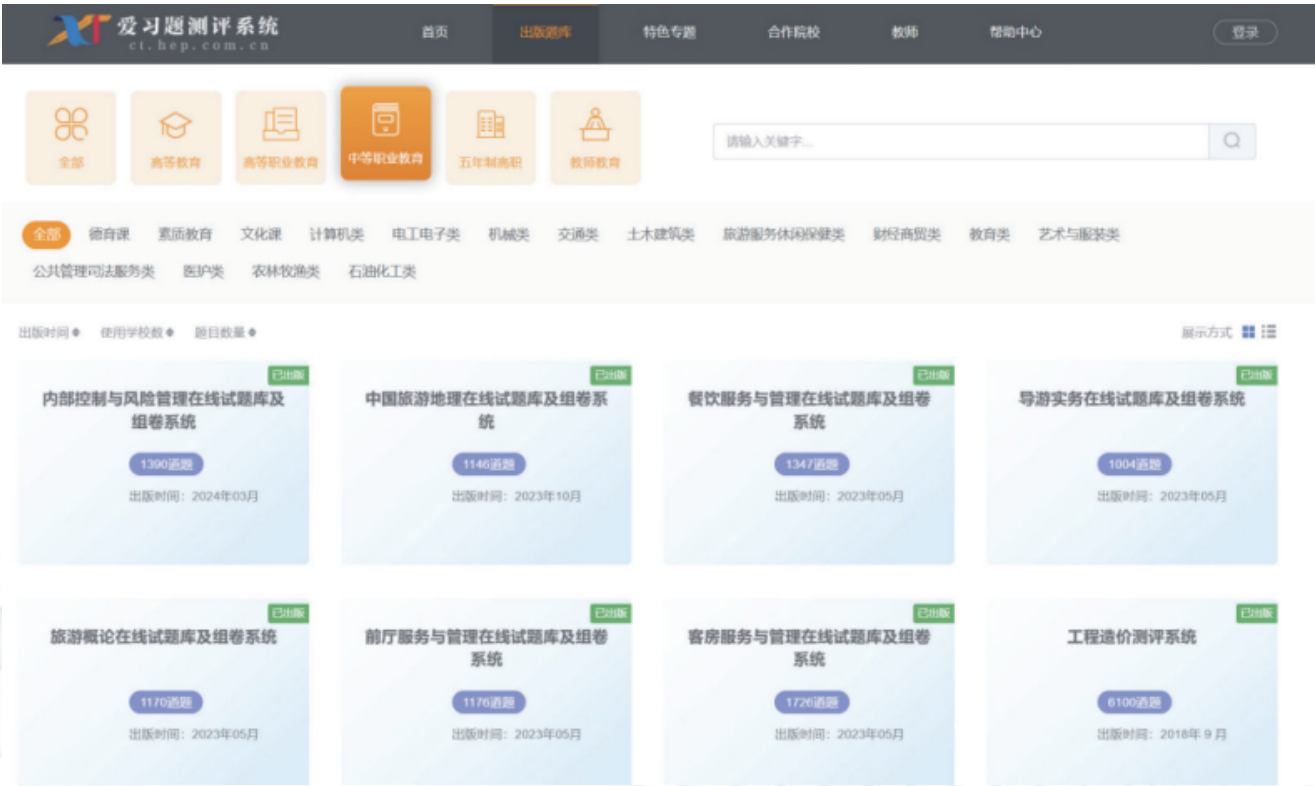 爱习题测评系统
ct.hep.com.cn
首页 出版题库 特色专题 合作院校 教师 帮助中心 登录
全部 高等教育 高等职业教育 中等职业教育 五年制高职 教师教育
请输入关键字...
全部 德育课 素质教育 文化课 计算机类 电工电子类 机械类 交通类 土木建筑类 旅游服务休闲保健类 财经商贸类 教育类 艺术与服装类
公共管理司法服务类 医护类 农林牧渔类 石油化工类
出版时间 使用学校数 题目数量 展示方式
已出版
内部控制与风险管理在线试题库及
组卷系统
1390道题
出版时间：2024年03月
已出版
中国旅游地理在线试题库及组卷系
统
1146道题
出版时间：2023年10月
已出版
餐饮服务与管理在线试题库及组卷
系统
1347道题
出版时间：2023年05月
已出版
导游实务在线试题库及组卷系统
1004道题
出版时间：2023年05月
已出版
旅游概论在线试题库及组卷系统
1170道题
出版时间：2023年05月
已出版
前厅服务与管理在线试题库及组卷
系统
1176道题
出版时间：2023年05月
已出版
客房服务与管理在线试题库及组卷
系统
1726道题
出版时间：2023年05月
已出版
工程造价测评系统
6100道题
出版时间：2018年 9 月